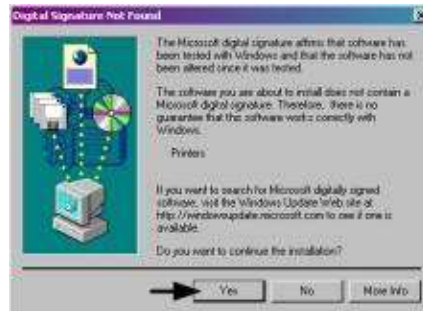 Digital Signature Not Found
The Microsoft digital signature affirms that software has
been tested with Windows and that the software has not
been altered since it was tested.
The software you are about to install does not contain a
Microsoft digital signature. Therefore, there is no
guarantee that this software works correctly with
Windows.
Printers
If you want to search for Microsoft digitally signed
software, visit the Windows Update Web site at
http://windowsupdate.microsoft.com to see if one is
available.
Do you want to continue the installation?
Yes No More Info